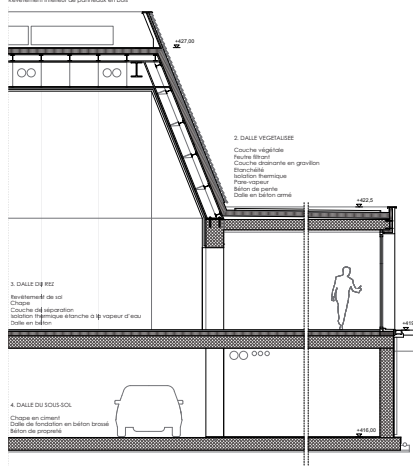 Revêtement intérieur de panneaux en bois
+427,00
2. DALLE VEGETALISEE
Couche végétale
Feutre filtrant
Couche drainante en gravillon
Etanchéité
Isolation thermique
Pare-vapeur
Béton de pente
Dalle en béton armé
+422,5
3. DALLE DU REZ
Revêtement de sol
Chape
Couche de séparation
Isolation thermique etanche à la vapeur d'eau
Dalle en béton
+419
4. DALLE DU SOUS-SOL
Chape en ciment
Dalle de fondation en béton brossé
Béton de propreté
+416,00